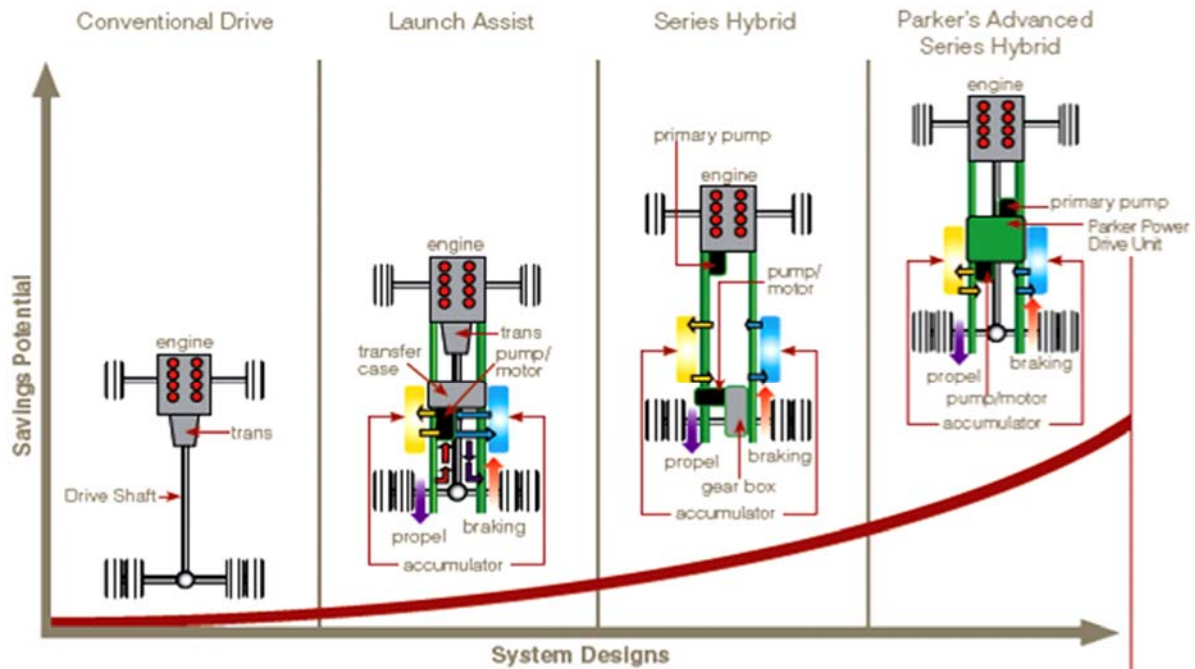 Conventional Drive
Launch Assist
Series Hybrid
Parker's Advanced
Series Hybrid
Savings Potential
engine
trans
Drive Shaft
engine
trans
transfer
case
pump/
motor
propel
braking
accumulator
primary pump
engine
pump/
motor
propel
braking
gear box
accumulator
engine
primary pump
Parker Power
Drive Unit
propel
braking
pump/motor
accumulator
System Designs